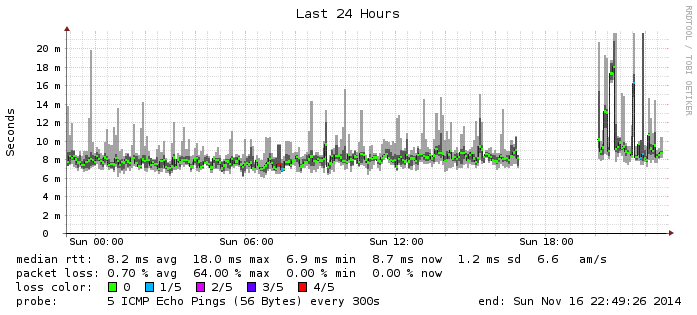 Last 24 Hours
RRDTOOL / TOBI OETIKER
Seconds
20 m
18 m
16 m
14 m
12 m
10 m
8 m
6 m
4 m
2 m
0
Sun 00:00 Sun 06:00 Sun 12:00 Sun 18:00
median rtt: 8.2 ms avg 18.0 ms max 6.9 ms min 8.7 ms now 1.2 ms sd 6.6 am/s
packet loss: 0.70 % avg 64.00 % max 0.00 % min 0.00 % now
loss color: 0 1/5 2/5 3/5 4/5
probe: 5 ICMP Echo Pings (56 Bytes) every 300s end: Sun Nov 16 22:49:26 2014